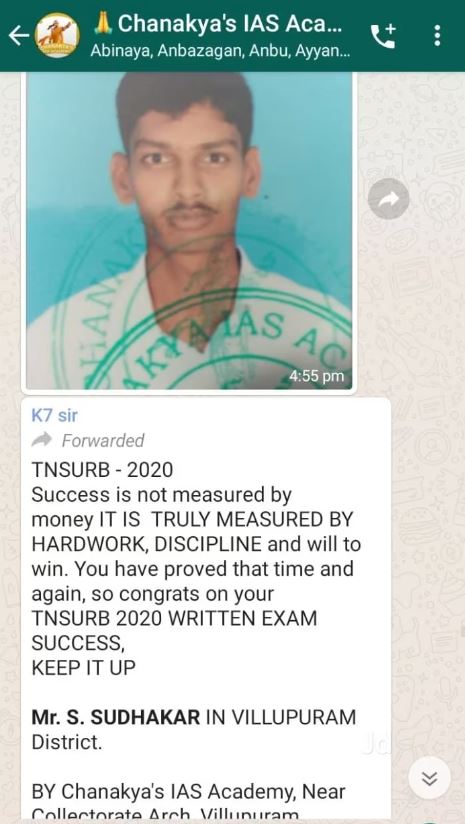 🙏 Chanakya's IAS Aca...
Abinaya, Anbazagan, Anbu, Ayyan...
CHANAKYA
KYA IAS AC
4:55 pm
K7 sir
Forwarded
TNSURB - 2020
Success is not measured by
money IT IS  TRULY MEASURED BY
HARDWORK, DISCIPLINE and will to
win. You have proved that time and
again, so congrats on your
TNSURB 2020 WRITTEN EXAM
SUCCESS,
KEEP IT UP
Mr. S. SUDHAKAR IN VILLUPURAM
District.
Jd
BY Chanakya's IAS Academy, Near
Collectorate Arch, Villupuram